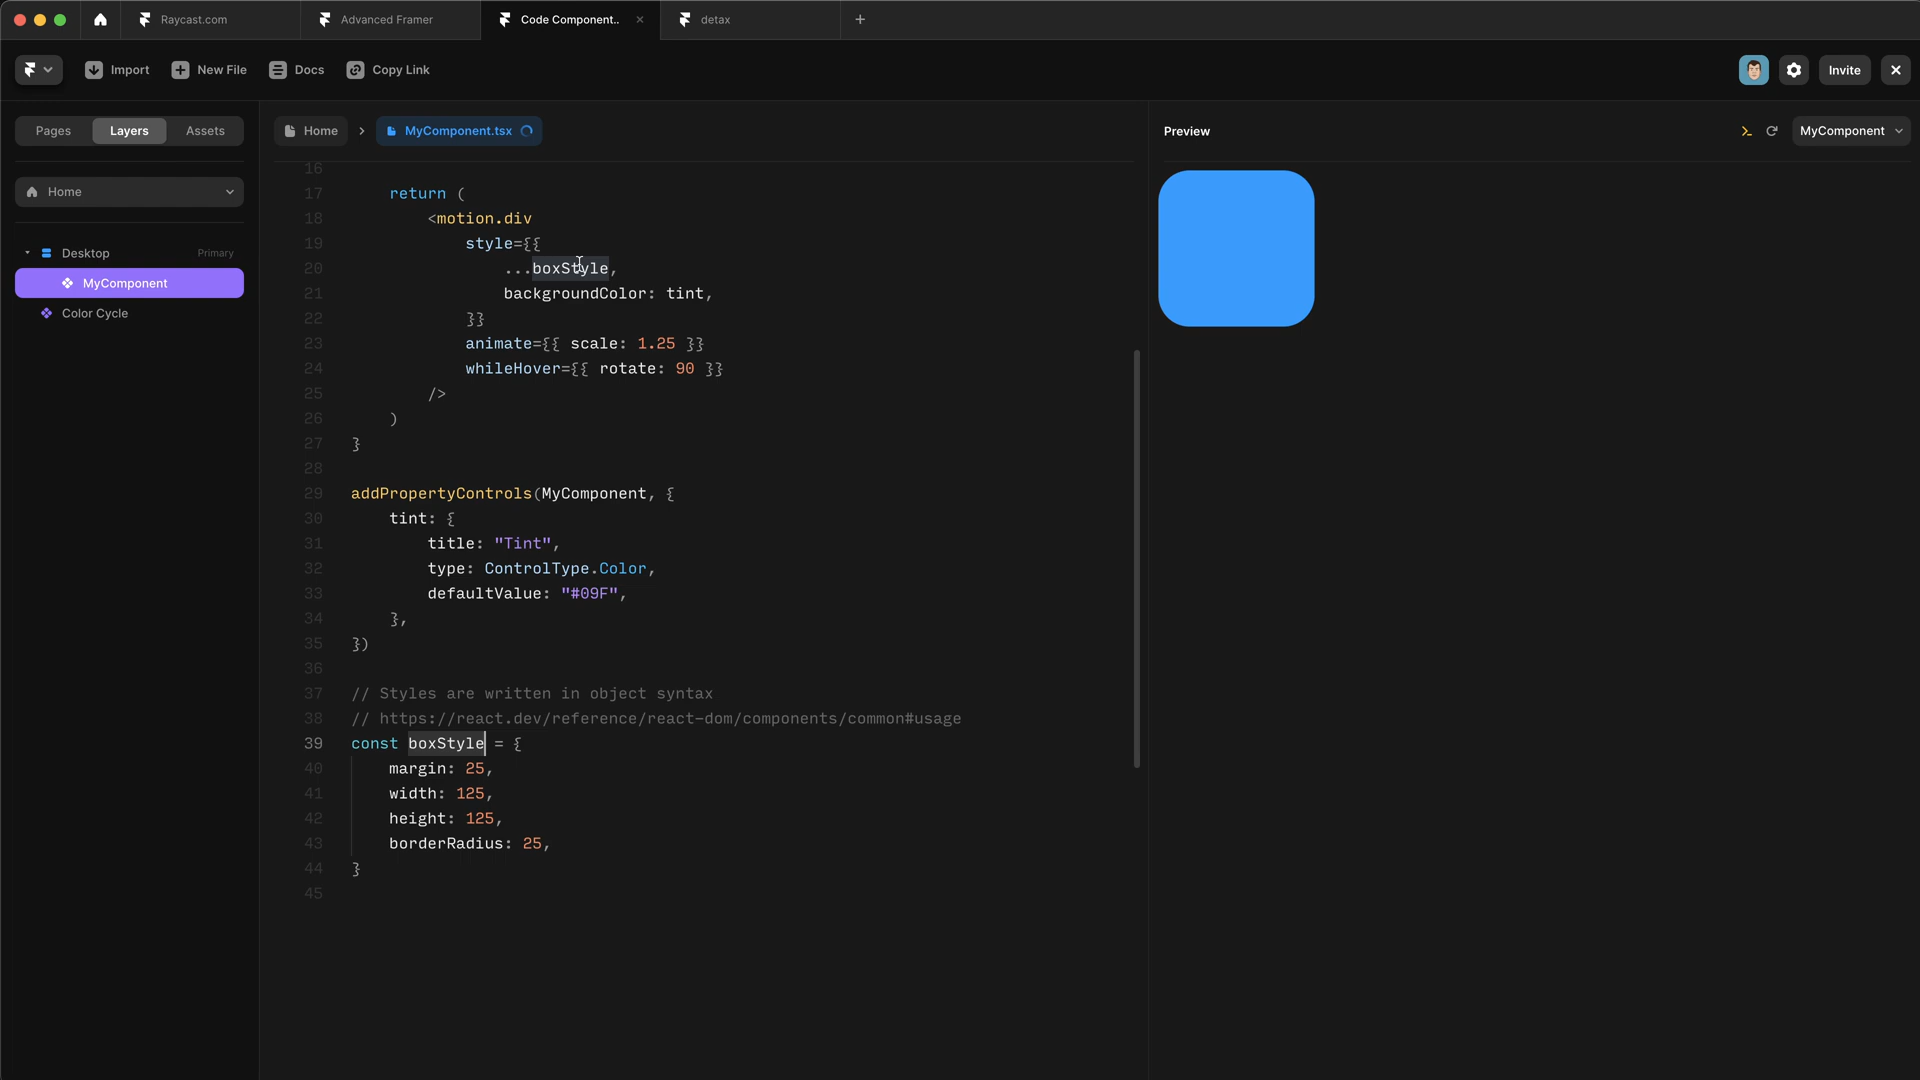 Raycast.com
Advanced Framer
Code Component..
detax
Import
New File
Docs
Copy Link
Invite
Pages
Layers
Assets
Home
Desktop
Primary
MyComponent
Color Cycle
Home
MyComponent.tsx
Preview
MyComponent
16
17 return (
18 <motion.div
19 style={{
20 ...boxStyle,
21 backgroundColor: tint,
22 }}
23 animate={{ scale: 1.25 }}
24 whileHover={{ rotate: 90 }}
25 />
26 )
27 }
28
29 addPropertyControls(MyComponent, {
30 tint: {
31 title: "Tint",
32 type: ControlType.Color,
33 defaultValue: "#09F",
34 },
35 })
36
37 // Styles are written in object syntax
38 // https://react.dev/reference/react-dom/components/common#usage
39 const boxStyle = {
40 margin: 25,
41 width: 125,
42 height: 125,
43 borderRadius: 25,
44 }
45